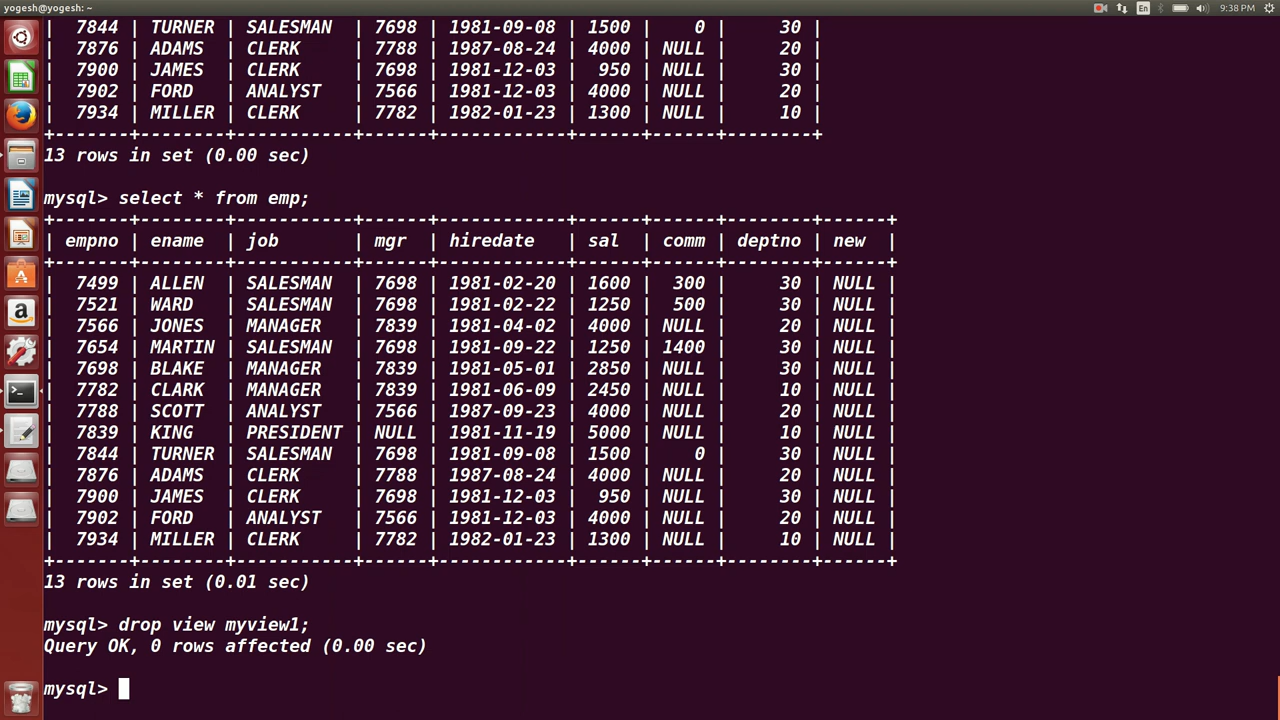 yogesh@yogesh: ~ En 9:38 PM
| 7844 | TURNER | SALESMAN | 7698 | 1981-09-08 | 1500 | 0 | 30 |
| 7876 | ADAMS | CLERK | 7788 | 1987-08-24 | 4000 | NULL | 20 |
| 7900 | JAMES | CLERK | 7698 | 1981-12-03 | 950 | NULL | 30 |
| 7902 | FORD | ANALYST | 7566 | 1981-12-03 | 4000 | NULL | 20 |
| 7934 | MILLER | CLERK | 7782 | 1982-01-23 | 1300 | NULL | 10 |
+-------+--------+-----------+------+------------+------+------+--------+
13 rows in set (0.00 sec)
mysql> select * from emp;
+-------+--------+-----------+------+------------+------+------+--------+------+
| empno | ename | job | mgr | hiredate | sal | comm | deptno | new |
+-------+--------+-----------+------+------------+------+------+--------+------+
| 7499 | ALLEN | SALESMAN | 7698 | 1981-02-20 | 1600 | 300 | 30 | NULL |
| 7521 | WARD | SALESMAN | 7698 | 1981-02-22 | 1250 | 500 | 30 | NULL |
| 7566 | JONES | MANAGER | 7839 | 1981-04-02 | 4000 | NULL | 20 | NULL |
| 7654 | MARTIN | SALESMAN | 7698 | 1981-09-22 | 1250 | 1400 | 30 | NULL |
| 7698 | BLAKE | MANAGER | 7839 | 1981-05-01 | 2850 | NULL | 30 | NULL |
| 7782 | CLARK | MANAGER | 7839 | 1981-06-09 | 2450 | NULL | 10 | NULL |
| 7788 | SCOTT | ANALYST | 7566 | 1987-09-23 | 4000 | NULL | 20 | NULL |
| 7839 | KING | PRESIDENT | NULL | 1981-11-19 | 5000 | NULL | 10 | NULL |
| 7844 | TURNER | SALESMAN | 7698 | 1981-09-08 | 1500 | 0 | 30 | NULL |
| 7876 | ADAMS | CLERK | 7788 | 1987-08-24 | 4000 | NULL | 20 | NULL |
| 7900 | JAMES | CLERK | 7698 | 1981-12-03 | 950 | NULL | 30 | NULL |
| 7902 | FORD | ANALYST | 7566 | 1981-12-03 | 4000 | NULL | 20 | NULL |
| 7934 | MILLER | CLERK | 7782 | 1982-01-23 | 1300 | NULL | 10 | NULL |
+-------+--------+-----------+------+------------+------+------+--------+------+
13 rows in set (0.01 sec)
mysql> drop view myview1;
Query OK, 0 rows affected (0.00 sec)
mysql>